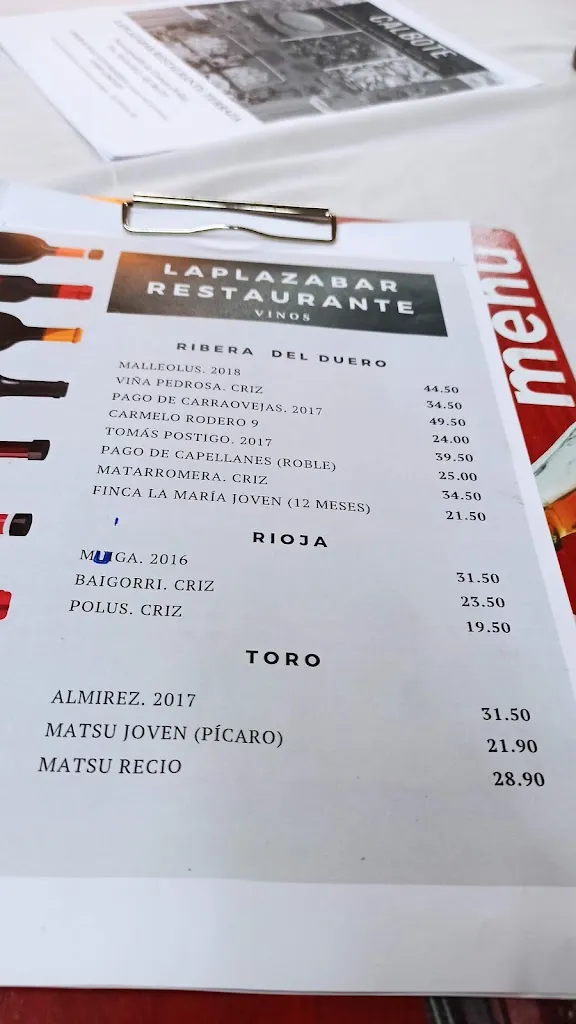 CALBOTE
LAPLAZABAR
RESTAURANTE
VINOS
menu
RIBERA DEL DUERO
MALLEOLUS. 2018 44.50
VIÑA PEDROSA. CRIZ 34.50
PAGO DE CARRAOVEJAS. 2017 49.50
CARMELO RODERO 9 24.00
TOMÁS POSTIGO. 2017 39.50
PAGO DE CAPELLANES (ROBLE) 25.00
MATARROMERA. CRIZ 34.50
FINCA LA MARÍA JOVEN (12 MESES) 21.50
RIOJA
MUIGA. 2016 31.50
BAIGORRI. CRIZ 23.50
POLUS. CRIZ 19.50
TORO
ALMIREZ. 2017 31.50
MATSU JOVEN (PÍCARO) 21.90
MATSU RECIO 28.90